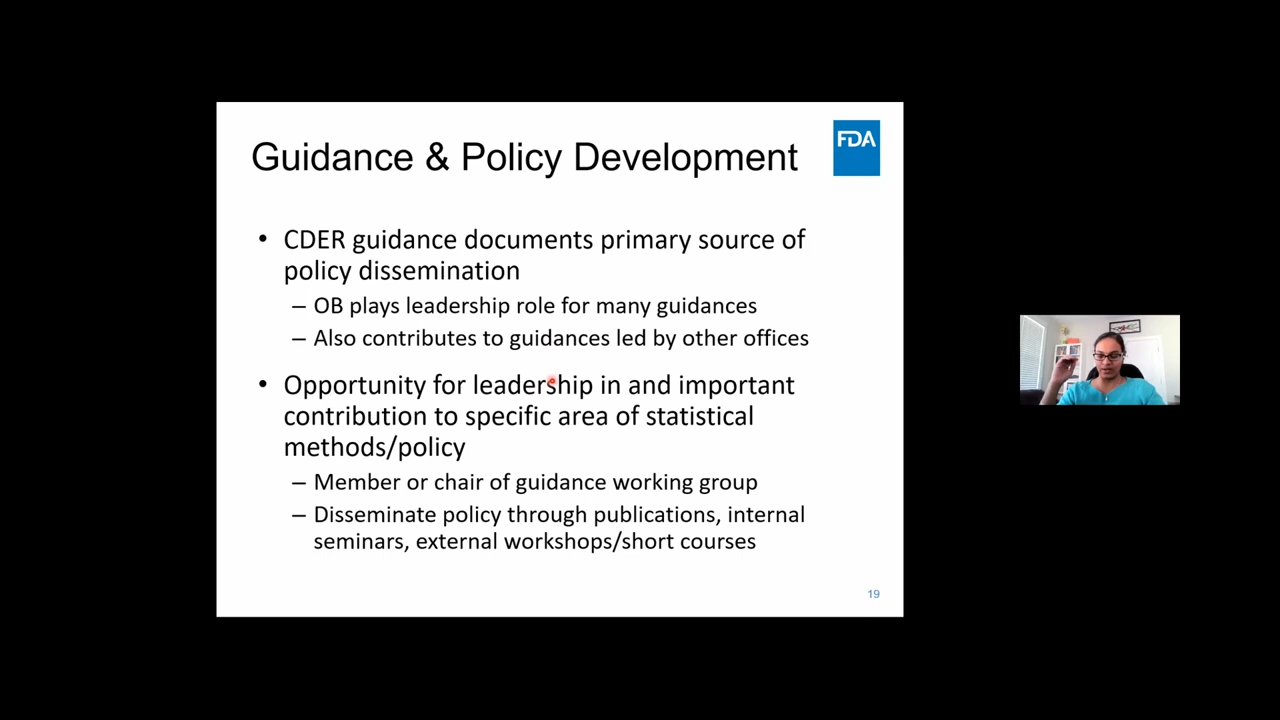 Guidance & Policy Development
FDA
• CDER guidance documents primary source of
policy dissemination
– OB plays leadership role for many guidances
– Also contributes to guidances led by other offices
• Opportunity for leadership in and important
contribution to specific area of statistical
methods/policy
– Member or chair of guidance working group
– Disseminate policy through publications, internal
seminars, external workshops/short courses
19